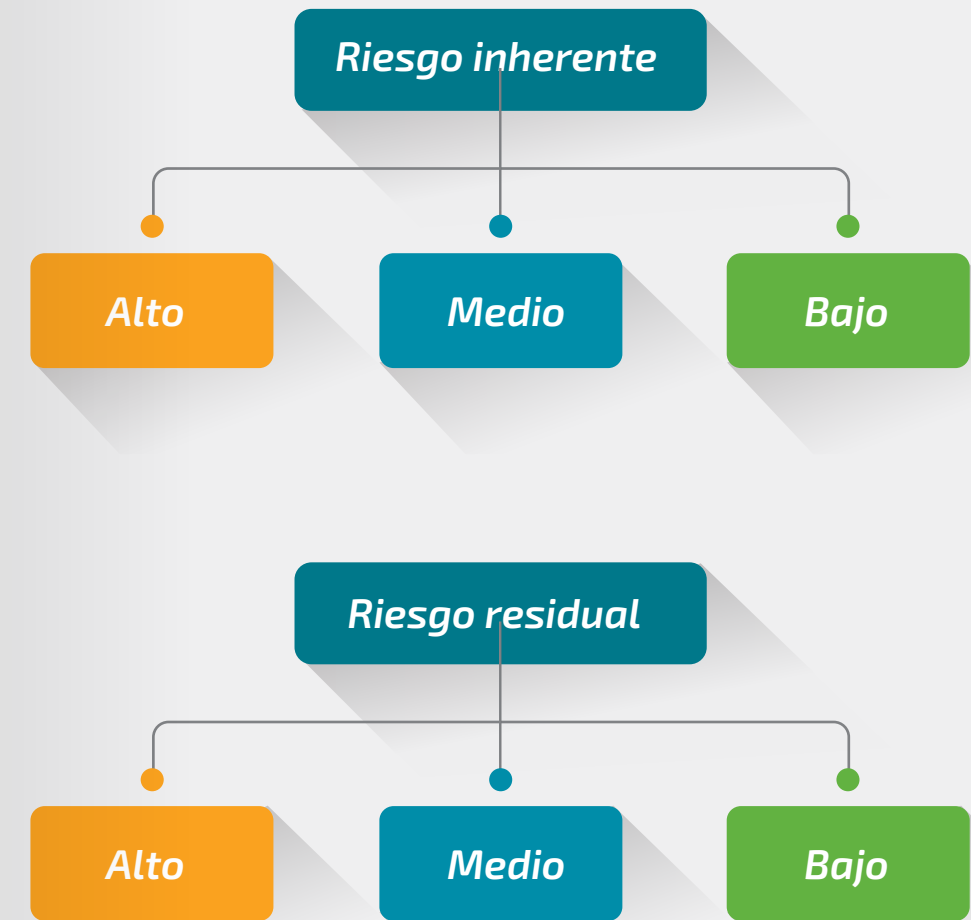 Riesgo inherente
Alto
Medio
Bajo
Riesgo residual
Alto
Medio
Bajo